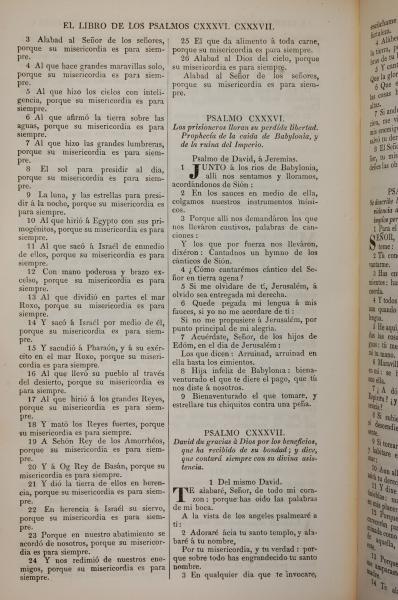 EL LIBRO DE LOS PSALMOS CXXXVI. CXXXVII.
3 Alabad al Señor de los señores,
porque su misericordia es para siem-
pre.
4 Al que hace grandes maravillas solo,
porque su misericordia es para siem-
pre.
5 Al que hizo los cielos con inteli-
gencia, porque su misericordia es para
siempre.
6 Al que afirmó la tierra sobre las
aguas, porque su misericordia es para
siempre.
7 Al que hizo las grandes lumbreras,
porque su misericordia es para siem-
pre.
8 El sol para presidir al dia,
porque su misericordia es para siem-
pre.
9 La luna, y las estrellas para presi-
dir á la noche, porque su misericordia es
para siempre.
10 Al que hirió á Egypto con sus pri-
mogénitos, porque su misericordia es para
siempre.
11 Al que sacó á Israél de enmedio
de ellos, porque su misericordia es para
siempre.
12 Con mano poderosa y brazo ex-
celso, porque su misericordia es para
siempre.
13 Al que dividió en partes el mar
Roxo, porque su misericordia es para
siempre.
14 Y sacó á Israél por medio de él,
porque su misericordia es para siem-
pre.
15 Y sacudió á Pharaón, y á su exér-
cito en el mar Roxo, porque su miseri-
cordia es para siempre.
16 Al que llevó su pueblo al través
del desierto, porque su misericordia es
para siempre.
17 Al que hirió á los grandes Reyes,
porque su misericordia es para siem-
pre.
18 Y mató los Reyes fuertes, porque
su misericordia es para siempre.
19 A Sehón Rey de los Amorrhéos,
porque su misericordia es para siem-
pre.
20 Y á Og Rey de Basán, porque su
misericordia es para siempre.
21 Y dió la tierra de ellos en heren-
cia, porque su misericordia es para siem-
pre.
22 En herencia á Israél su siervo,
porque su misericordia es para siem-
pre.
23 Porque en nuestro abatimiento se
acordó de nosotros, porque su misericor-
dia es para siempre.
24 Y nos redimió de nuestros ene-
migos, porque su misericordia es para
siempre.
25 El que da alimento á toda carne,
porque su misericordia es para siempre.
26 Alabad al Dios del cielo, porque
su misericordia es para siempre.
Alabad al Señor de los señores,
porque su misericordia es para siem-
pre.
PSALMO CXXXVI.
Los prisioneros lloran su perdida libertad.
Prophecía de la caida de Babylonia, y
de la ruina del Imperio.
Psalmo de David, á Jeremías.
1 JUNTO á los rios de Babylonia,
allí nos sentamos y lloramos,
acordándonos de Sión :
2 En los sauces en medio de ella,
colgamos nuestros instrumentos músi-
cos.
3 Porque allí nos demandáron los que
nos lleváron cautivos, palabras de can-
ciones :
Y los que por fuerza nos lleváron,
dixéron : Cantadnos un hymno de los
cánticos de Sión.
4 ¿Cómo cantarémos cántico del Se-
ñor en tierra agena?
5 Si me olvidare de tí, Jerusalém, á
olvido sea entregada mi derecha.
6 Quede pegada mi lengua á mis
fauces, si yo no me acordare de tí :
Si no me propusiere á Jerusalém, por
punto principal de mi alegría.
7 Acuérdate, Señor, de los hijos de
Edóm, en el dia de Jerusalém :
Los que dicen : Arruinad, arruinad en
ella hasta los cimientos.
8 Hija infeliz de Babylonia : bien-
venturado el que te diere el pago, que tú
nos diste á nosotros.
9 Bienaventurado el que tomare, y
estrellare tus chiquitos contra una peña.
PSALMO CXXXVII.
David da gracias á Dios por los beneficios,
que ha recibido de su bondad ; y dice,
que contará siempre con su divina asis-
tencia.
1 Del mismo David.
TE alabaré, Señor, de todo mi cora-
zon : porque has oido las palabras
de mi boca.
A la vista de los angeles psalmearé a
tí :
2 Adoraré ácia tu santo templo, y ala-
baré á tu nombre,
Por tu misericordia, y tu verdad : por-
que sobre todo has engrandecido tu santo
nombre.
3 En qualquier dia que te invocare,